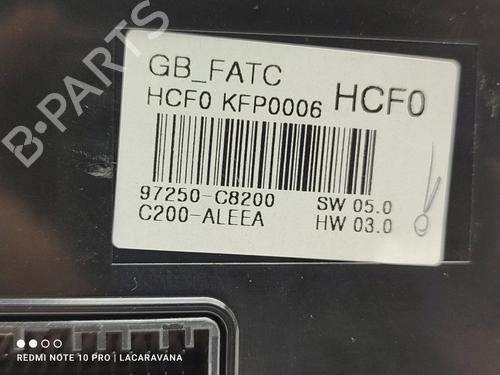 B-PARTS
GB_FATC
HCF0 KFP0006 HCF0
97250-C8200 SW 05.0
C200-ALEEA HW 03.0
REDMI NOTE 10 PRO | LACARAVANA